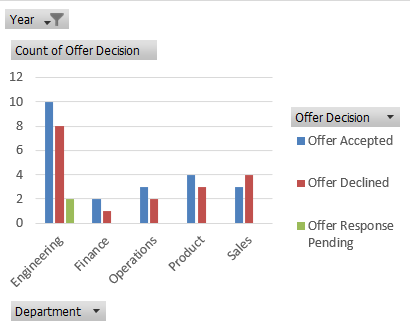 Year
Count of Offer Decision
12
10
8
6
4
2
0
Engineering
Finance
Operations
Product
Sales
Offer Decision
Offer Accepted
Offer Declined
Offer Response
Pending
Department